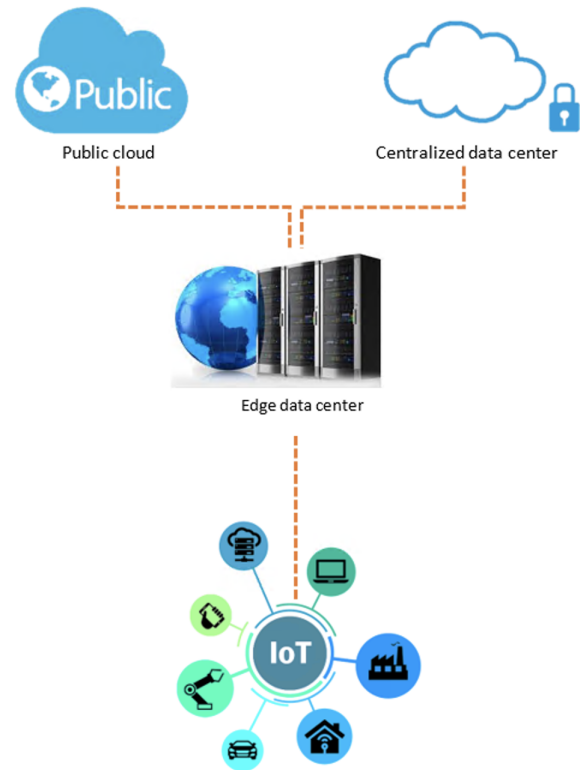 Public
Public cloud
Centralized data center
Edge data center
IoT